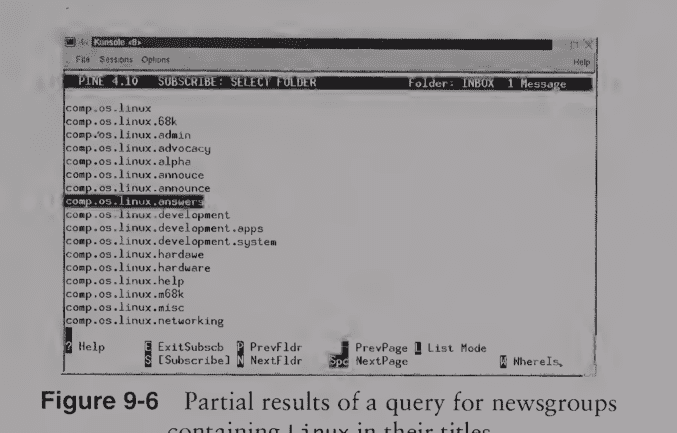 Konsole <8>
File Sessions Options Help
PINE 4.10 SUBSCRIBE: SELECT FOLDER Folder: INBOX 1 Message
comp.os.linux
comp.os.linux.68k
comp.os.linux.admin
comp.os.linux.advocacy
comp.os.linux.alpha
comp.os.linux.annouce
comp.os.linux.announce
comp.os.linux.answers
comp.os.linux.development
comp.os.linux.development.apps
comp.os.linux.development.system
comp.os.linux.hardawe
comp.os.linux.hardware
comp.os.linux.help
comp.os.linux.m68k
comp.os.linux.misc
comp.os.linux.networking
? Help E ExitSubscb P PrevFldr - PrevPage L List Mode
S [Subscribe] N NextFldr Spc NextPage W WhereIs
Figure 9-6 Partial results of a query for newsgroups
containing Linux in their titles